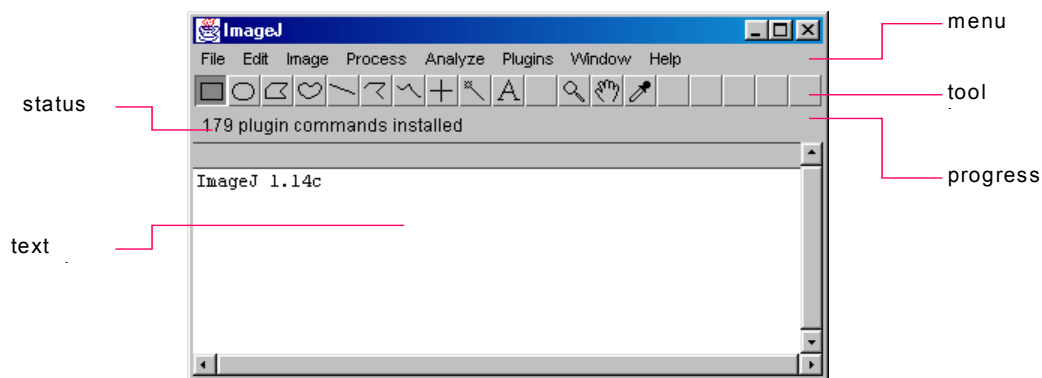 ImageJ
menu
File Edit Image Process Analyze Plugins Window Help
A
tool
status
179 plugin commands installed
progress
ImageJ 1.14c
text